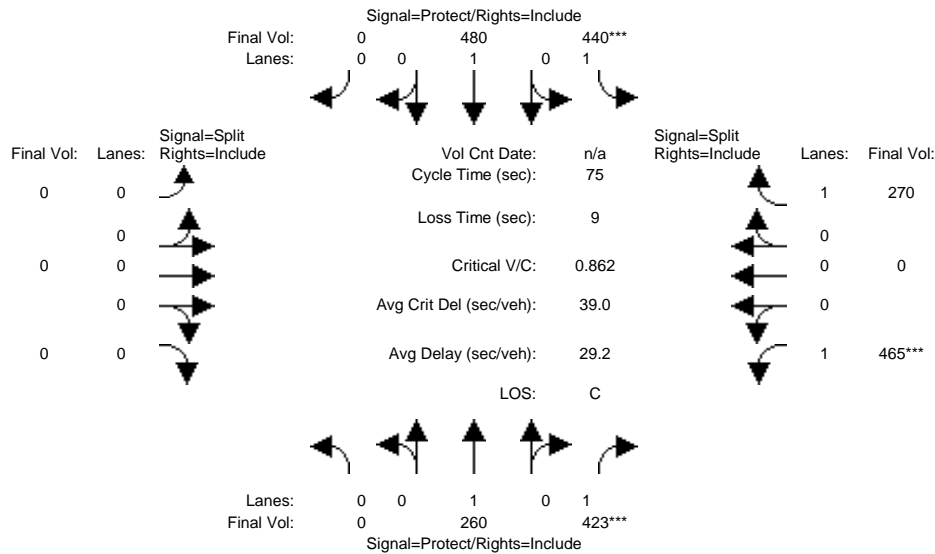 Signal=Protect/Rights=Include
Final Vol: 0 480 440***
Lanes: 0 0 1 0 1
Signal=Split Signal=Split
Final Vol: Lanes: Rights=Include Vol Cnt Date: n/a Rights=Include Lanes: Final Vol:
Cycle Time (sec): 75
0 0 1 270
Loss Time (sec): 9
0 0
0 0 Critical V/C: 0.862 0 0
0 Avg Crit Del (sec/veh): 39.0 0
0 0 Avg Delay (sec/veh): 29.2 1 465***
LOS: C
Lanes: 0 0 1 0 1
Final Vol: 0 260 423***
Signal=Protect/Rights=Include